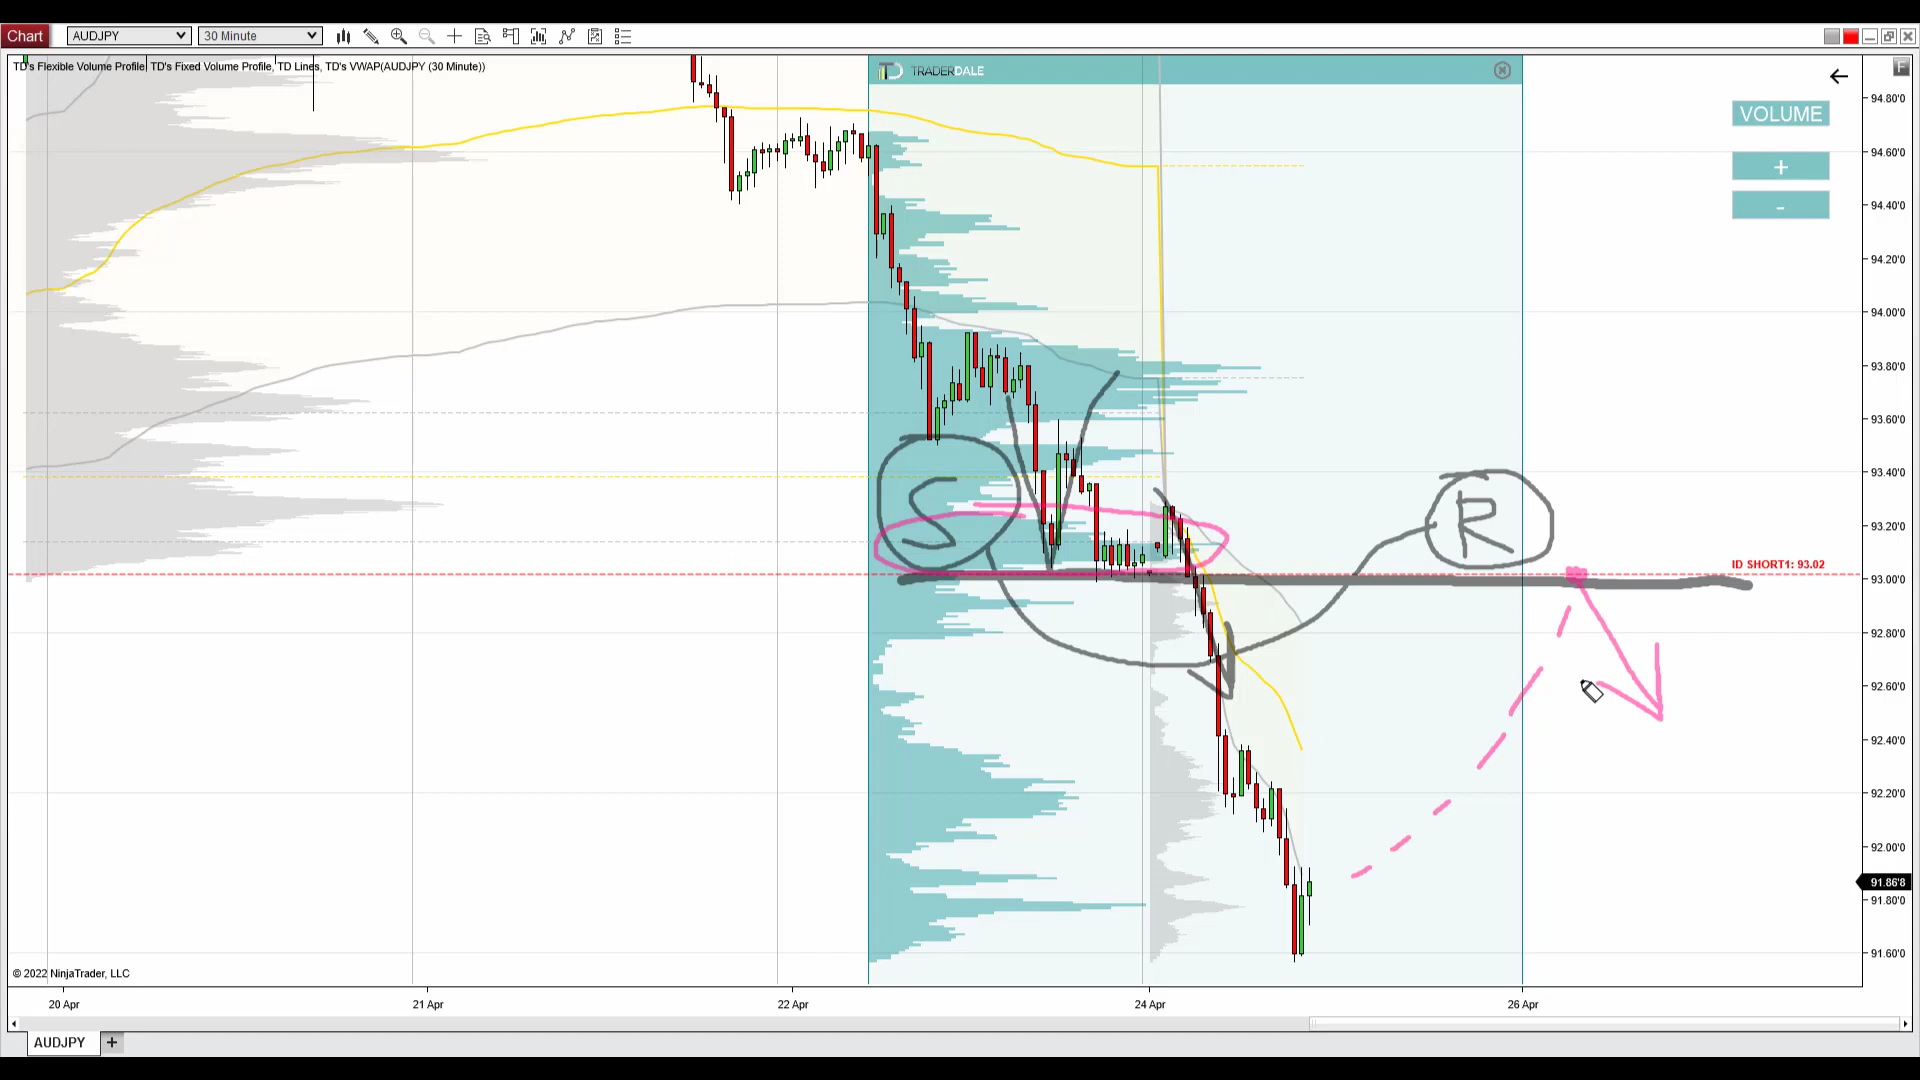 Chart AUDJPY 30 Minute
TD's Flexible Volume Profile, TD's Fixed Volume Profile, TD Lines, TD's VWAP(AUDJPY (30 Minute))
TRADERDALE
F
VOLUME
+
-
94.80'0
94.60'0
94.40'0
94.20'0
94.00'0
93.80'0
93.60'0
93.40'0
93.20'0
93.00'0
92.80'0
92.60'0
92.40'0
92.20'0
92.00'0
91.86'8
91.80'0
91.60'0
S
R
ID SHORT1: 93.02
© 2022 NinjaTrader, LLC
20 Apr 21 Apr 22 Apr 24 Apr 26 Apr
AUDJPY +